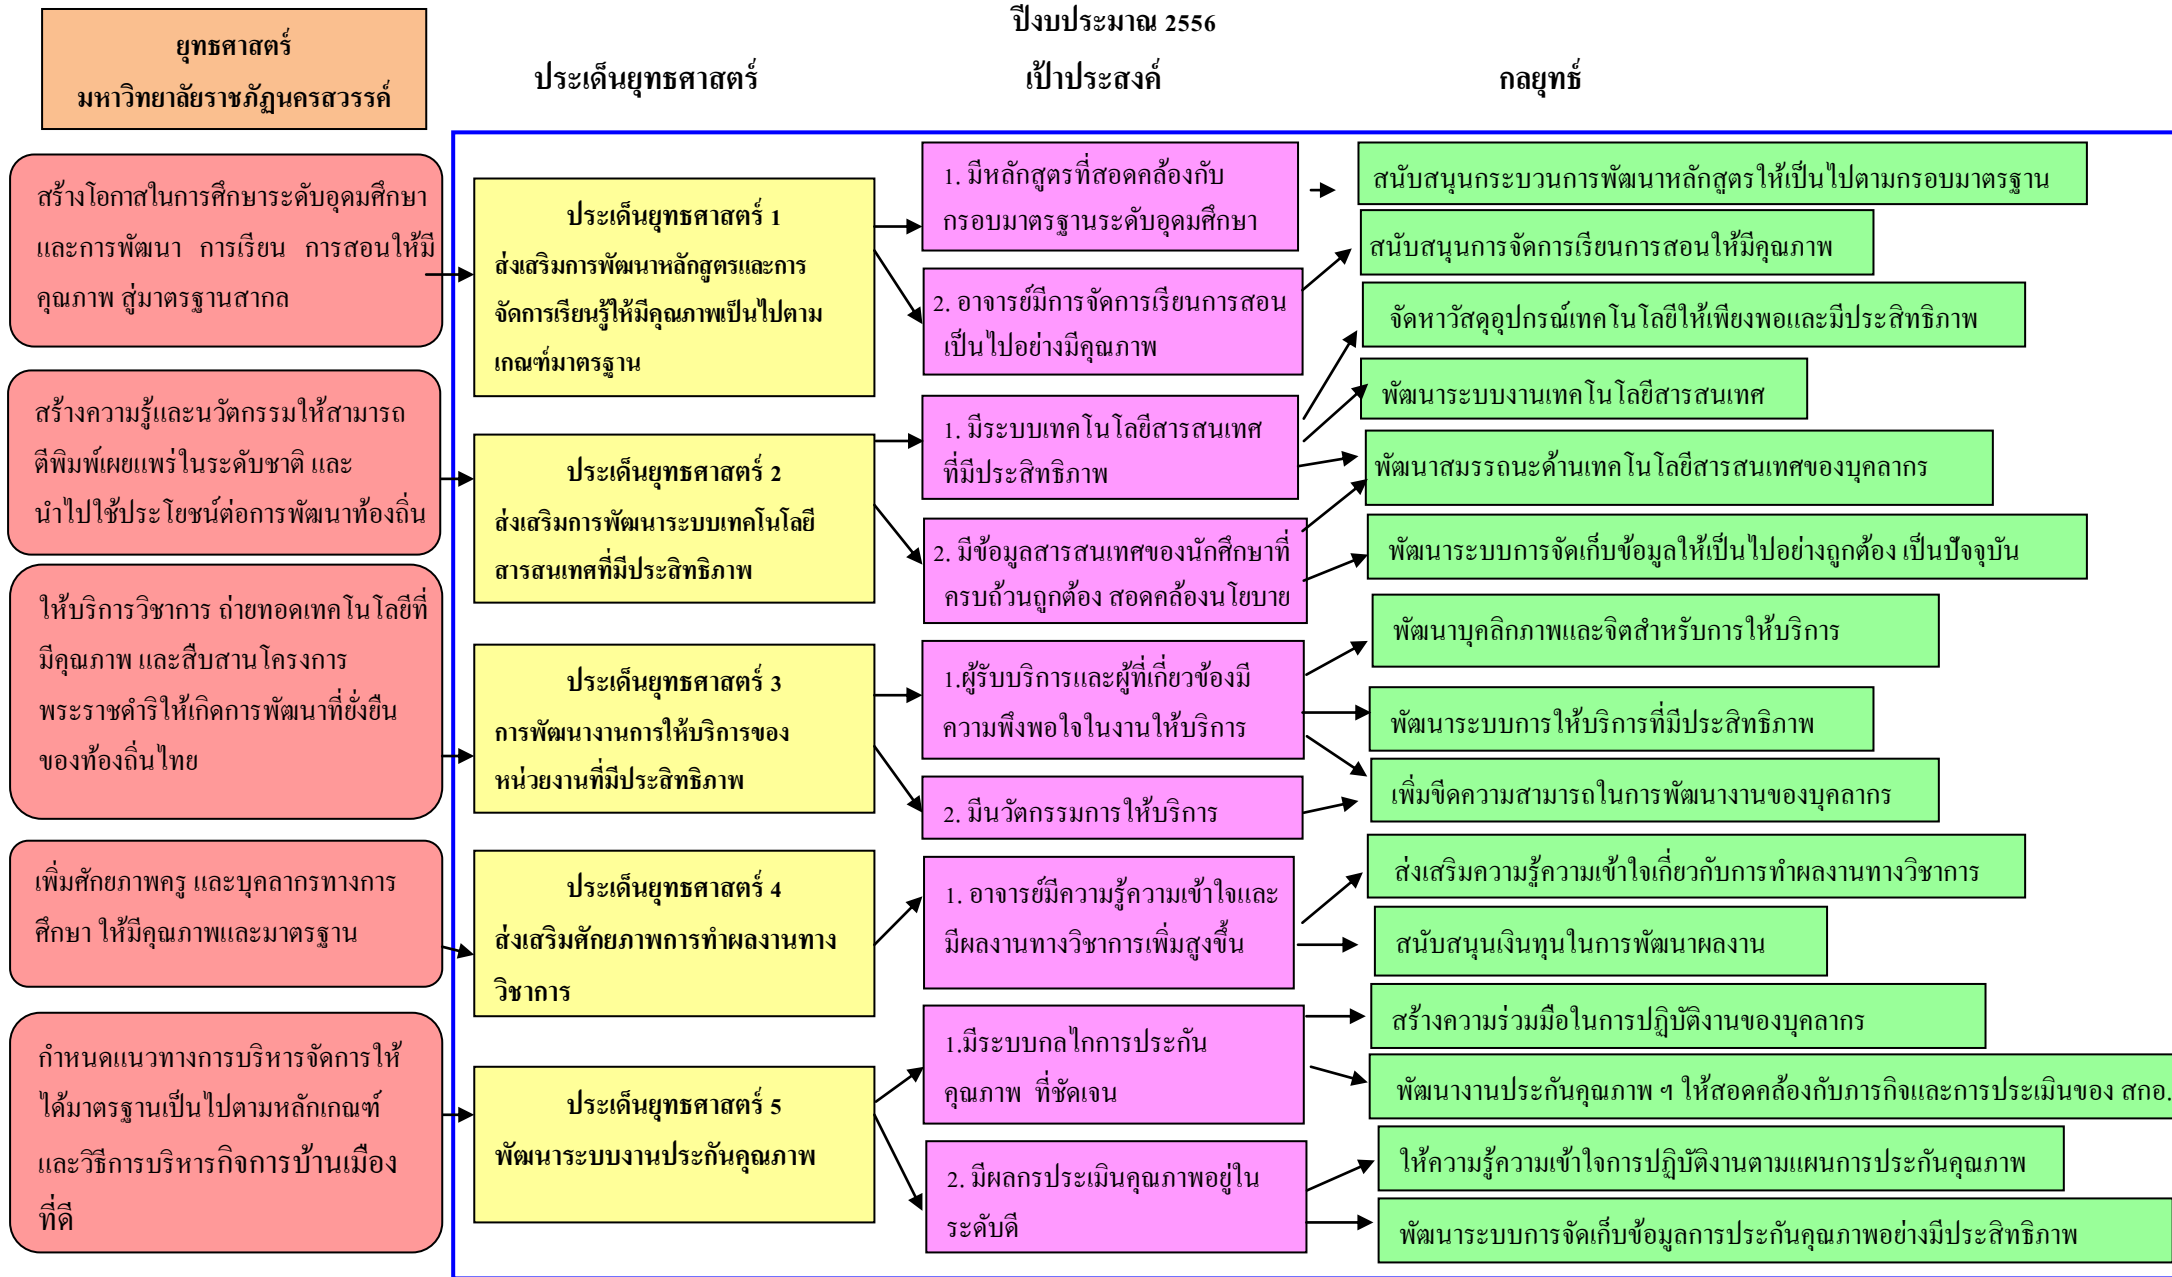 ปีงบประมาณ 2556
ยุทธศาสตร์
มหาวิทยาลัยราชภัฏนครสวรรค์
ประเด็นยุทธศาสตร์
เป้าประสงค์
กลยุทธ์
สร้างโอกาสในการศึกษาระดับอุดมศึกษา
และการพัฒนา การเรียน การสอนให้มี
คุณภาพ สู่มาตรฐานสากล
สร้างความรู้และนวัตกรรมให้สามารถ
ตีพิมพ์เผยแพร่ในระดับชาติ และ
นำไปใช้ประโยชน์ต่อการพัฒนาท้องถิ่น
ให้บริการวิชาการ ถ่ายทอดเทคโนโลยีที่
มีคุณภาพ และสืบสานโครงการ
พระราชดำริให้เกิดการพัฒนาที่ยั่งยืน
ของท้องถิ่นไทย
เพิ่มศักยภาพครู และบุคลากรทางการ
ศึกษา ให้มีคุณภาพและมาตรฐาน
กำหนดแนวทางการบริหารจัดการให้
ได้มาตรฐานเป็นไปตามหลักเกณฑ์
และวิธีการบริหารกิจการบ้านเมือง
ที่ดี
ประเด็นยุทธศาสตร์ 1
ส่งเสริมการพัฒนาหลักสูตรและการ
จัดการเรียนรู้ให้มีคุณภาพเป็นไปตาม
เกณฑ์มาตรฐาน
ประเด็นยุทธศาสตร์ 2
ส่งเสริมการพัฒนาระบบเทคโนโลยี
สารสนเทศที่มีประสิทธิภาพ
ประเด็นยุทธศาสตร์ 3
การพัฒนางานการให้บริการของ
หน่วยงานที่มีประสิทธิภาพ
ประเด็นยุทธศาสตร์ 4
ส่งเสริมศักยภาพการทำผลงานทาง
วิชาการ
ประเด็นยุทธศาสตร์ 5
พัฒนาระบบงานประกันคุณภาพ
1. มีหลักสูตรที่สอดคล้องกับ
กรอบมาตรฐานระดับอุดมศึกษา
2. อาจารย์มีการจัดการเรียนการสอน
เป็นไปอย่างมีคุณภาพ
1. มีระบบเทคโนโลยีสารสนเทศ
ที่มีประสิทธิภาพ
2. มีข้อมูลสารสนเทศของนักศึกษาที่
ครบถ้วนถูกต้อง สอดคล้องนโยบาย
1.ผู้รับบริการและผู้ที่เกี่ยวข้องมี
ความพึงพอใจในงานให้บริการ
2. มีนวัตกรรมการให้บริการ
1. อาจารย์มีความรู้ความเข้าใจและ
มีผลงานทางวิชาการเพิ่มสูงขึ้น
1.มีระบบกลไกการประกัน
คุณภาพ ที่ชัดเจน
2. มีผลกรประเมินคุณภาพอยู่ใน
ระดับดี
สนับสนุนกระบวนการพัฒนาหลักสูตรให้เป็นไปตามกรอบมาตรฐาน
สนับสนุนการจัดการเรียนการสอนให้มีคุณภาพ
จัดหาวัสดุอุปกรณ์เทคโนโลยีให้เพียงพอและมีประสิทธิภาพ
พัฒนาระบบงานเทคโนโลยีสารสนเทศ
พัฒนาสมรรถนะด้านเทคโนโลยีสารสนเทศของบุคลากร
พัฒนาระบบการจัดเก็บข้อมูลให้เป็นไปอย่างถูกต้อง เป็นปัจจุบัน
พัฒนาบุคลิกภาพและจิตสำหรับการให้บริการ
พัฒนาระบบการให้บริการที่มีประสิทธิภาพ
เพิ่มขีดความสามารถในการพัฒนางานของบุคลากร
ส่งเสริมความรู้ความเข้าใจเกี่ยวกับการทำผลงานทางวิชาการ
สนับสนุนเงินทุนในการพัฒนาผลงาน
สร้างความร่วมมือในการปฏิบัติงานของบุคลากร
พัฒนางานประกันคุณภาพ ฯ ให้สอดคล้องกับภารกิจและการประเมินของ สกอ.
ให้ความรู้ความเข้าใจการปฏิบัติงานตามแผนการประกันคุณภาพ
พัฒนาระบบการจัดเก็บข้อมูลการประกันคุณภาพอย่างมีประสิทธิภาพ